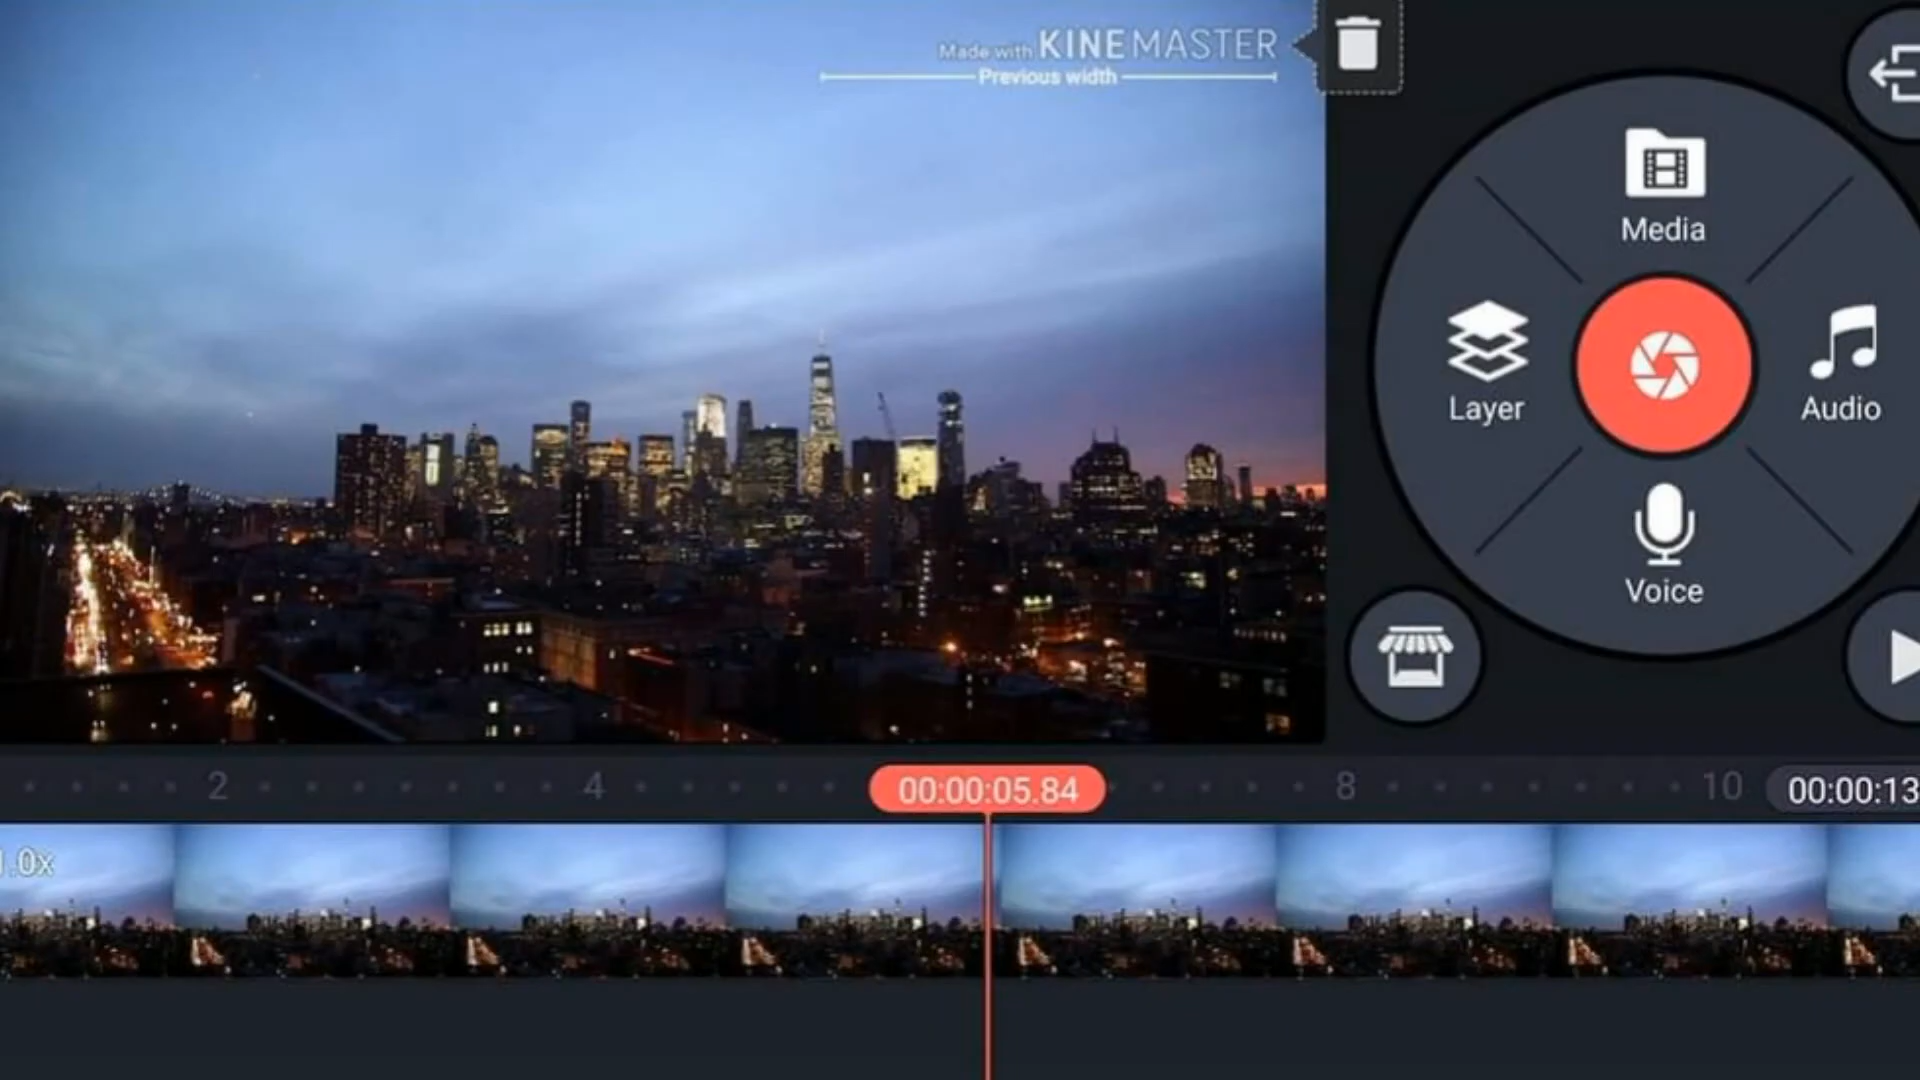 Made with KINEMASTER
Previous width
Media
Layer
Audio
Voice
2
4
00:00:05.84
8
10
00:00:13
1.0x